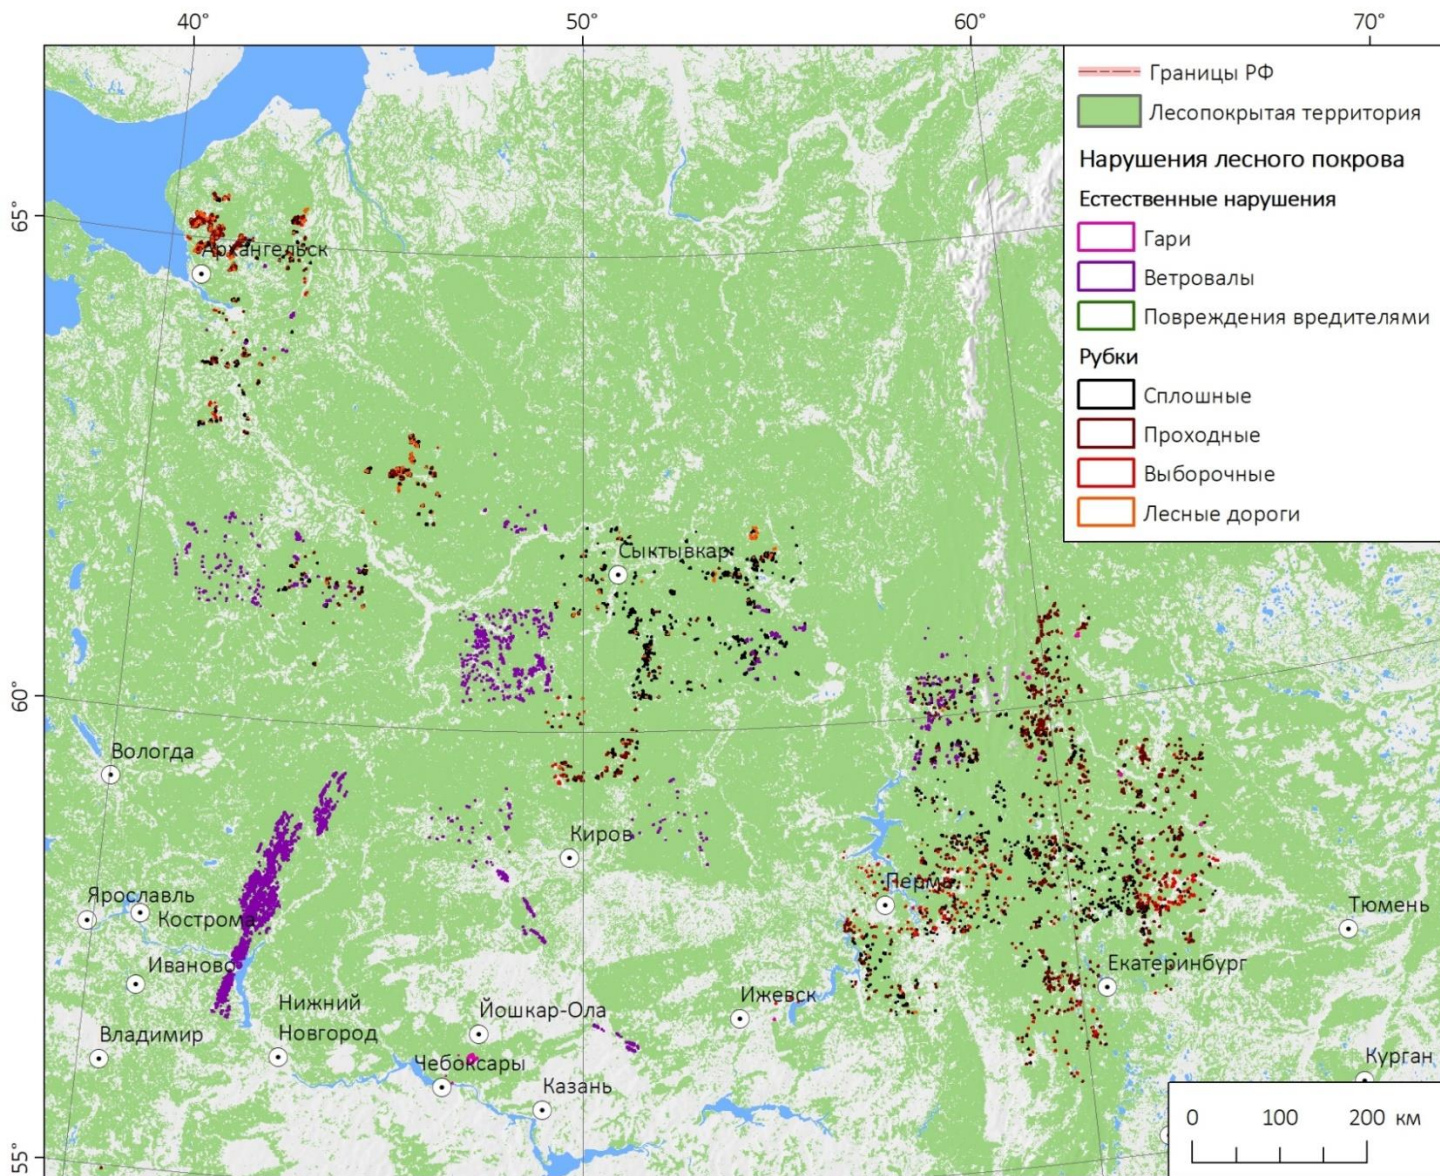 40° 50° 60° 70°
Границы РФ
Лесопокрытая территория
Нарушения лесного покрова
Естественные нарушения
Гари
Ветровалы
Повреждения вредителями
Рубки
Сплошные
Проходные
Выборочные
Лесные дороги
65°
Архангельск
Сыктывкар
60°
Вологда
Киров
Ярославль
Кострома
Пермь
Тюмень
Иваново
Екатеринбург
Нижний
Новгород
Йошкар-Ола
Ижевск
Владимир
Чебоксары
Казань
Курган
0 100 200 км
55°